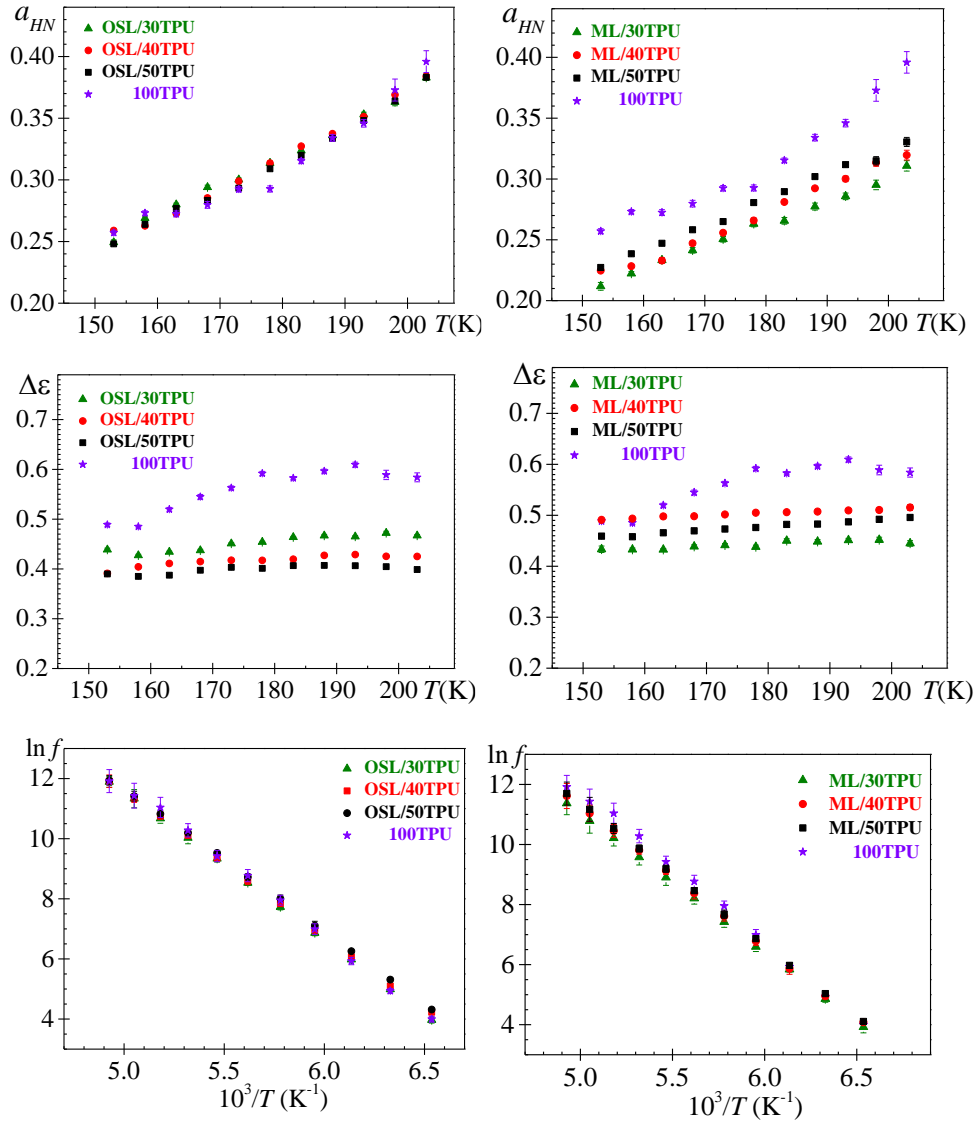 a_HN
OSL/30TPU
OSL/40TPU
OSL/50TPU
100TPU
0.40
0.35
0.30
0.25
0.20
150 160 170 180 190 200 T(K)
a_HN
ML/30TPU
ML/40TPU
ML/50TPU
100TPU
0.40
0.35
0.30
0.25
0.20
150 160 170 180 190 200 T(K)
Δε
OSL/30TPU
OSL/40TPU
OSL/50TPU
100TPU
0.7
0.6
0.5
0.4
0.3
0.2
150 160 170 180 190 200 T(K)
Δε
ML/30TPU
ML/40TPU
ML/50TPU
100TPU
0.7
0.6
0.5
0.4
0.3
0.2
150 160 170 180 190 200 T(K)
ln f
OSL/30TPU
OSL/40TPU
OSL/50TPU
100TPU
12
10
8
6
4
5.0 5.5 6.0 6.5
10³/T (K⁻¹)
ln f
ML/30TPU
ML/40TPU
ML/50TPU
100TPU
12
10
8
6
4
5.0 5.5 6.0 6.5
10³/T (K⁻¹)